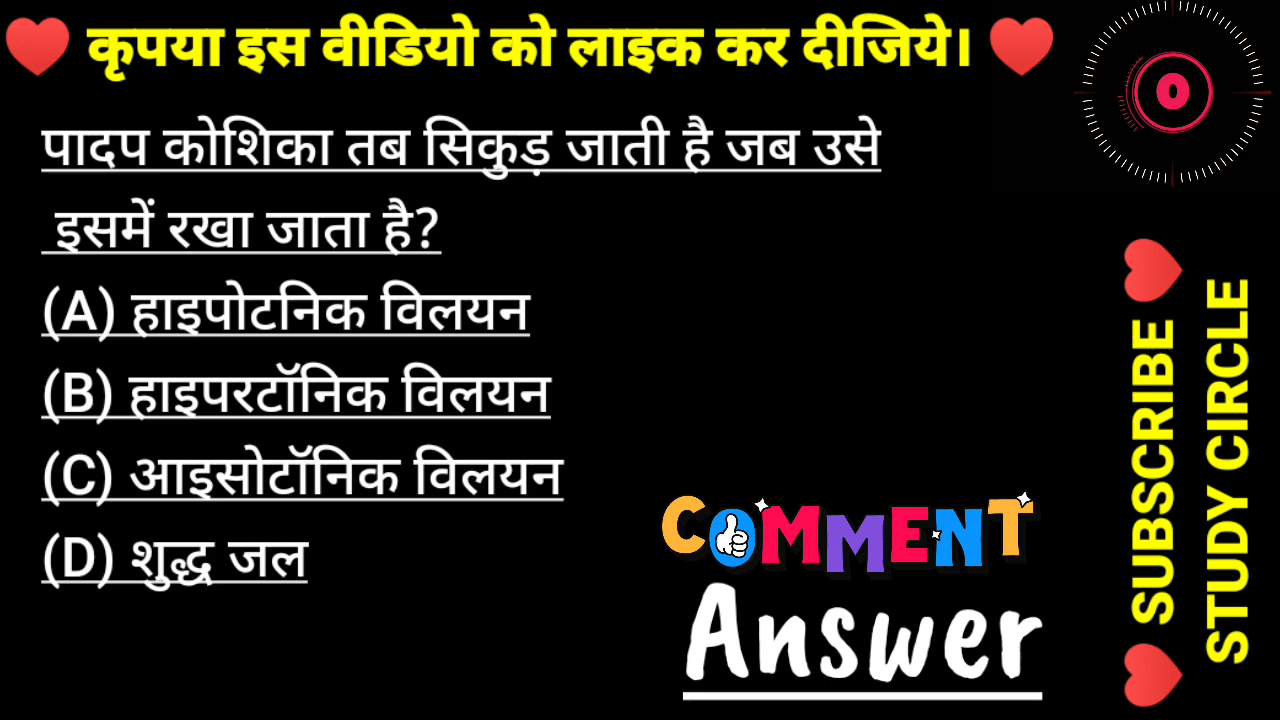 कृपया इस वीडियो को लाइक कर दीजिये।
0
पादप कोशिका तब सिकुड़ जाती है जब उसे
इसमें रखा जाता है?
(A) हाइपोटनिक विलयन
(B) हाइपरटॉनिक विलयन
(C) आइसोटॉनिक विलयन
(D) शुद्ध जल
COMMENT
Answer
SUBSCRIBE
STUDY CIRCLE